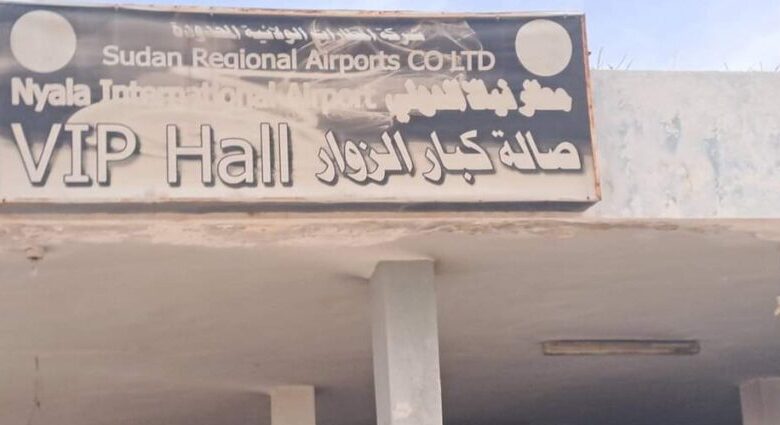 شركة المطارات الولائية المحدودة
Sudan Regional Airports CO LTD
Nyala International Airport مطار نيالا الدولي
VIP Hall صالة كبار الزوار